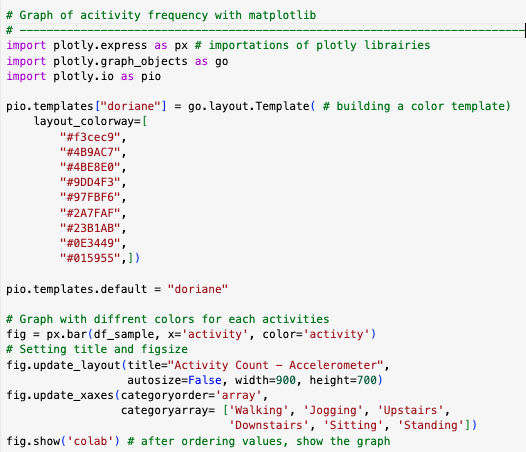 # Graph of acitivity frequency with matplotlib
# ---------------------------------------------------------------------------
import plotly.express as px # importations of plotly librairies
import plotly.graph_objects as go
import plotly.io as pio

pio.templates["doriane"] = go.layout.Template( # building a color template)
    layout_colorway=[
        "#f3cec9",
        "#4B9AC7",
        "#4BE8E0",
        "#9DD4F3",
        "#97FBF6",
        "#2A7FAF",
        "#23B1AB",
        "#0E3449",
        "#015955",])

pio.templates.default = "doriane"

# Graph with diffrent colors for each activities
fig = px.bar(df_sample, x='activity', color='activity')
# Setting title and figsize
fig.update_layout(title="Activity Count - Accelerometer",
                  autosize=False, width=900, height=700)
fig.update_xaxes(categoryorder='array',
                 categoryarray= ['Walking', 'Jogging', 'Upstairs',
                                 'Downstairs', 'Sitting', 'Standing'])
fig.show('colab') # after ordering values, show the graph